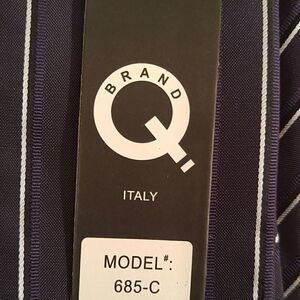 BRAND
Q
ITALY
MODEL#:
685-C